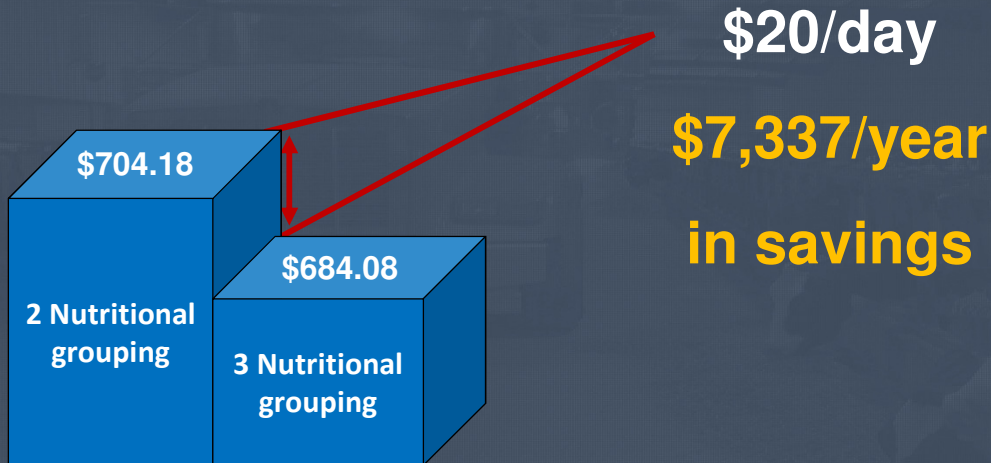 $20/day
$7,337/year
in savings
$704.18
2 Nutritional
grouping
$684.08
3 Nutritional
grouping